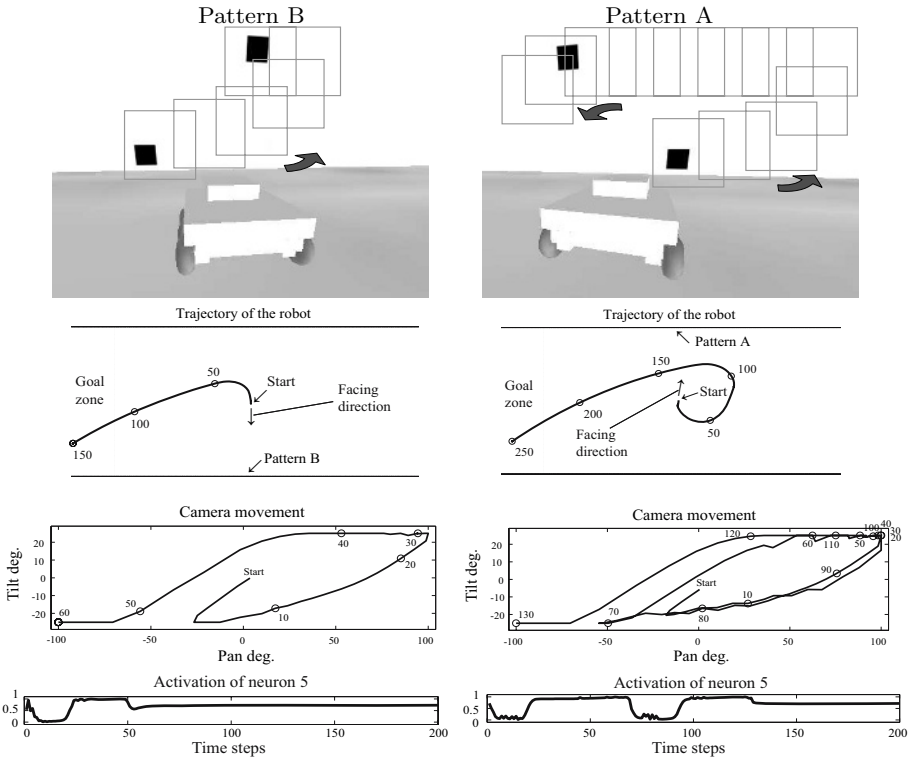 Pattern B
Trajectory of the robot
50
Start
Goal
zone
Facing
direction
100
150
Pattern B
Camera movement
Tilt deg.
20
10
0
-10
-20
40
30
20
Start
50
10
60
-100
-50
0
50
100
Pan deg.
Activation of neuron 5
1
0.5
0
0
50
100
150
200
Time steps
Pattern A
Trajectory of the robot
Pattern A
150
100
Goal
zone
Start
200
Facing
direction
50
250
Camera movement
Tilt deg.
20
10
0
-10
-20
120
60
110
50
100
40
30
20
90
Start
10
130
70
80
-100
-50
0
50
100
Pan deg.
Activation of neuron 5
1
0.5
0
0
50
100
150
200
Time steps